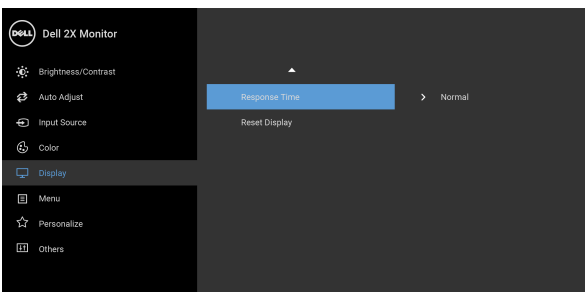 DELL Dell 2X Monitor
Brightness/Contrast
Auto Adjust
Response Time Normal
Input Source
Reset Display
Color
Display
Menu
Personalize
Others